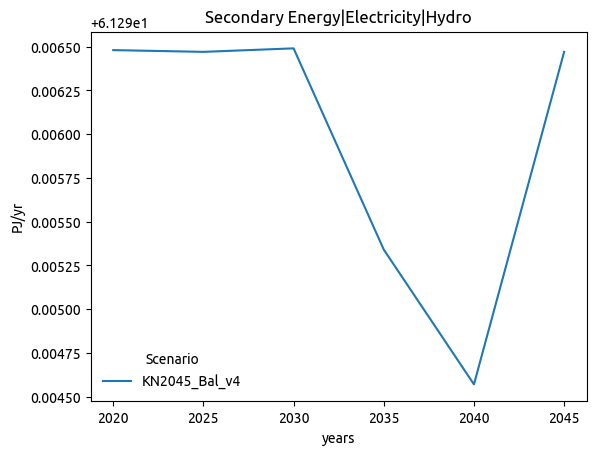 Secondary Energy|Electricity|Hydro
+6.129e1
0.00650
0.00625
0.00600
0.00575
0.00550
0.00525
0.00500
0.00475
0.00450
PJ/yr
Scenario
KN2045_Bal_v4
2020 2025 2030 2035 2040 2045
years